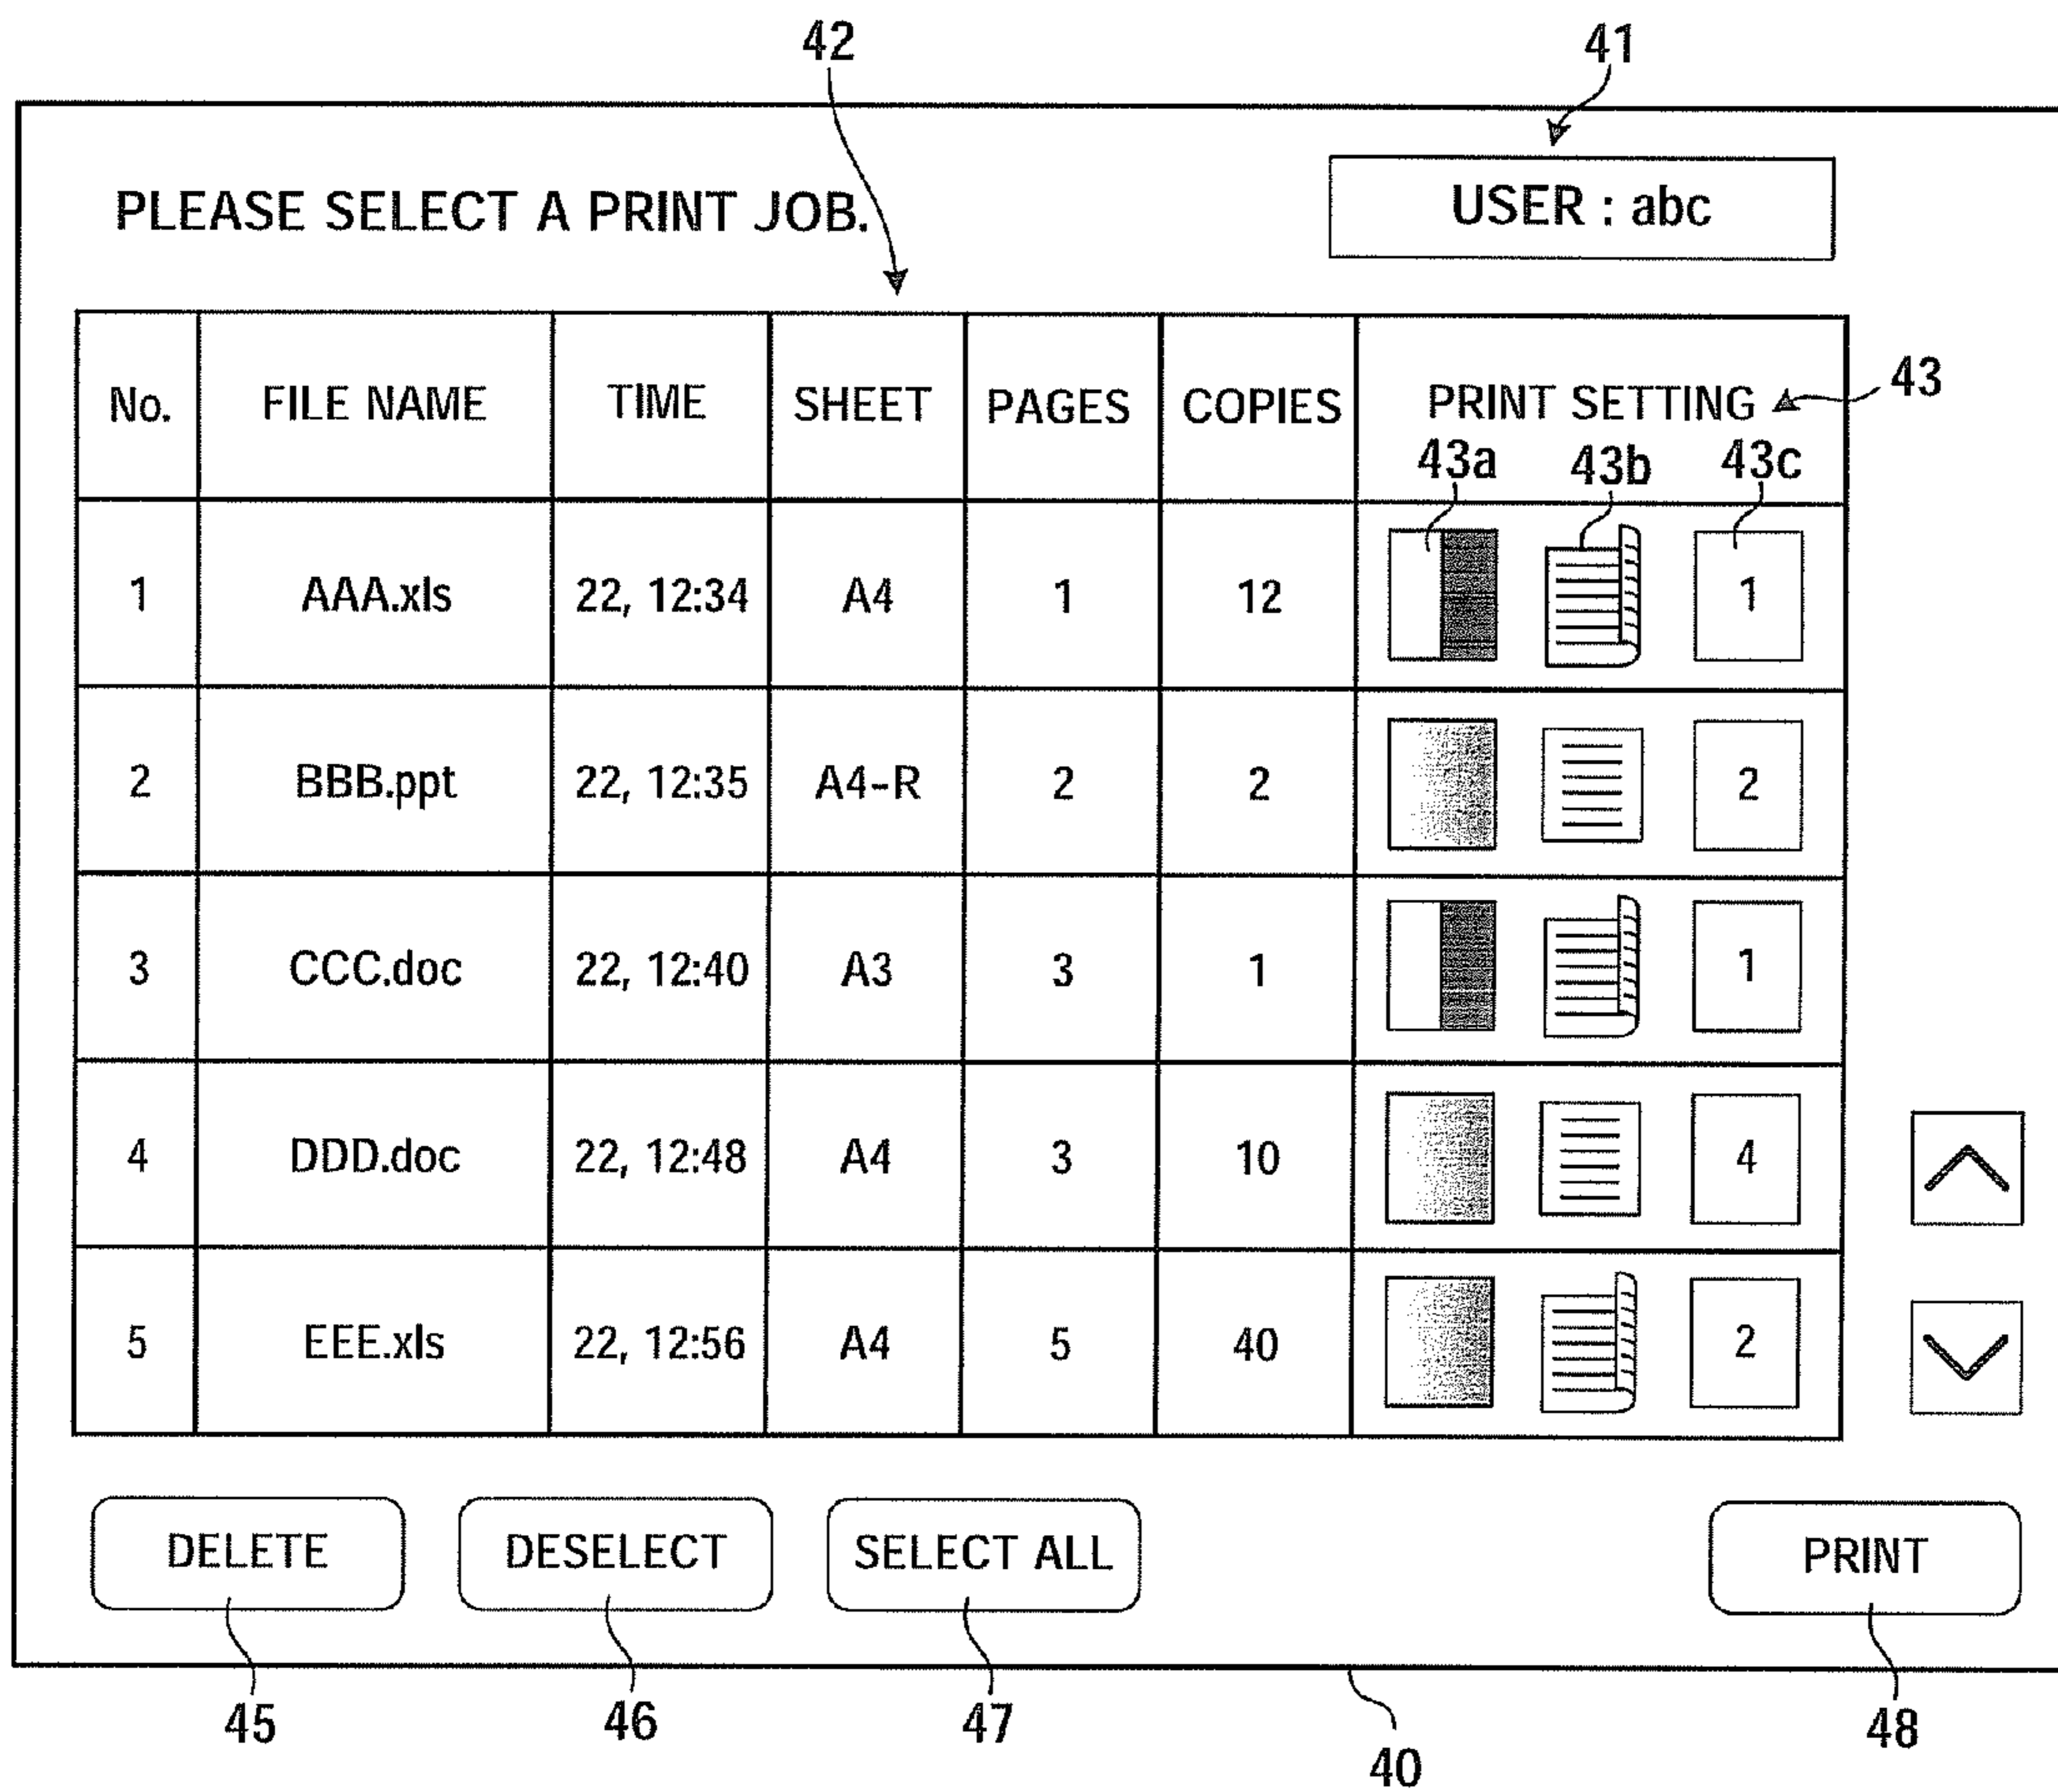 42 41
PLEASE SELECT A PRINT JOB. USER : abc
No. FILE NAME TIME SHEET PAGES COPIES PRINT SETTING 43
43a 43b 43c
1 AAA.xls 22, 12:34 A4 1 12 1
2 BBB.ppt 22, 12:35 A4-R 2 2 2
3 CCC.doc 22, 12:40 A3 3 1 1
4 DDD.doc 22, 12:48 A4 3 10 4
5 EEE.xls 22, 12:56 A4 5 40 2
DELETE DESELECT SELECT ALL PRINT
45 46 47 40 48